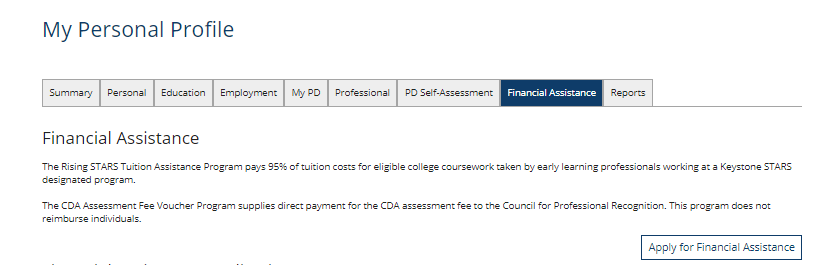 My Personal Profile
Summary Personal Education Employment My PD Professional PD Self-Assessment Financial Assistance Reports
Financial Assistance
The Rising STARS Tuition Assistance Program pays 95% of tuition costs for eligible college coursework taken by early learning professionals working at a Keystone STARS
designated program.
The CDA Assessment Fee Voucher Program supplies direct payment for the CDA assessment fee to the Council for Professional Recognition. This program does not
reimburse individuals.
Apply for Financial Assistance